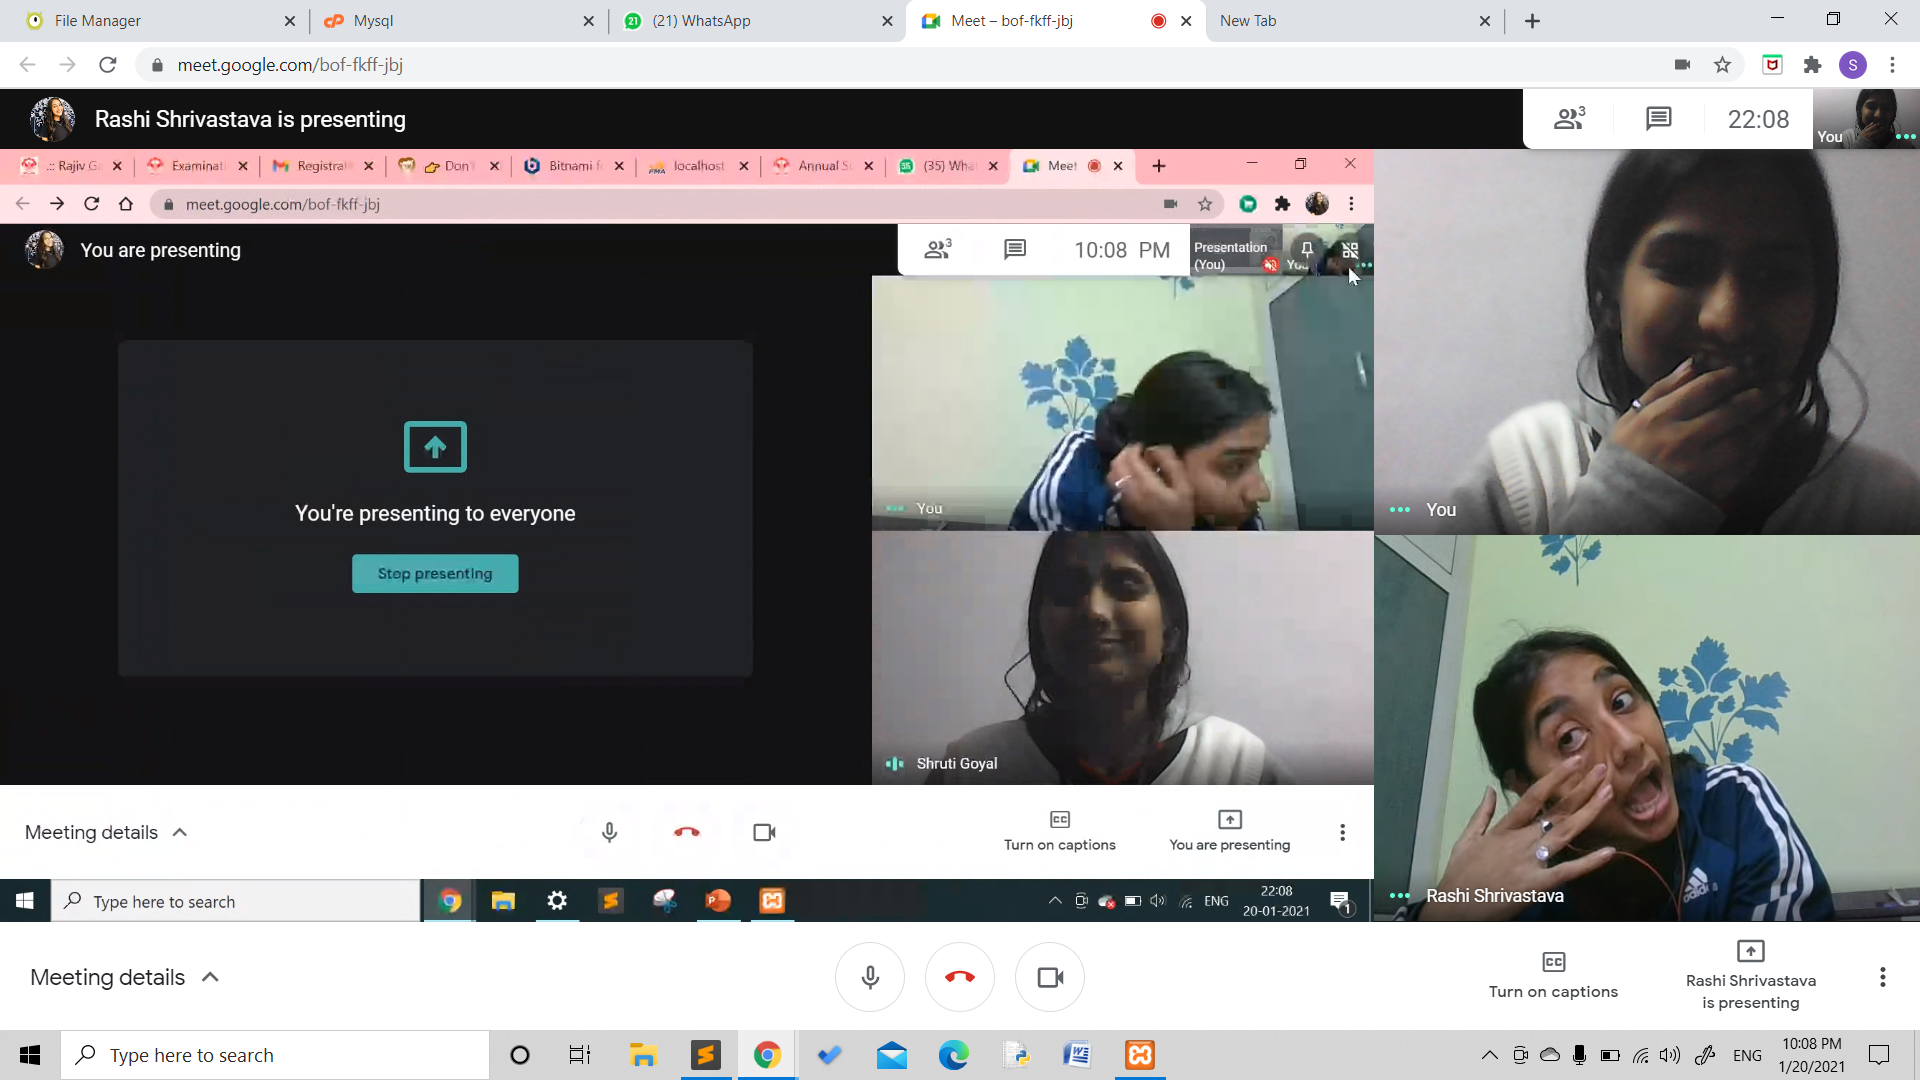 File Manager
Mysql
(21) WhatsApp
Meet – bof-fkff-jbj
New Tab
meet.google.com/bof-fkff-jbj
S
Rashi Shrivastava is presenting
3
22:08
You
.:: Rajiv Ga
Examinati
Registrat
Don'
Bitnami f
localhost
Annual S
(35) Wha
Meet
meet.google.com/bof-fkff-jbj
You are presenting
3
10:08 PM
Presentation
(You)
You
You're presenting to everyone
Stop presenting
You
Shruti Goyal
You
Rashi Shrivastava
Meeting details
Turn on captions
You are presenting
Type here to search
ENG
22:08
20-01-2021
1
Meeting details
Turn on captions
Rashi Shrivastava
is presenting
Type here to search
ENG
10:08 PM
1/20/2021